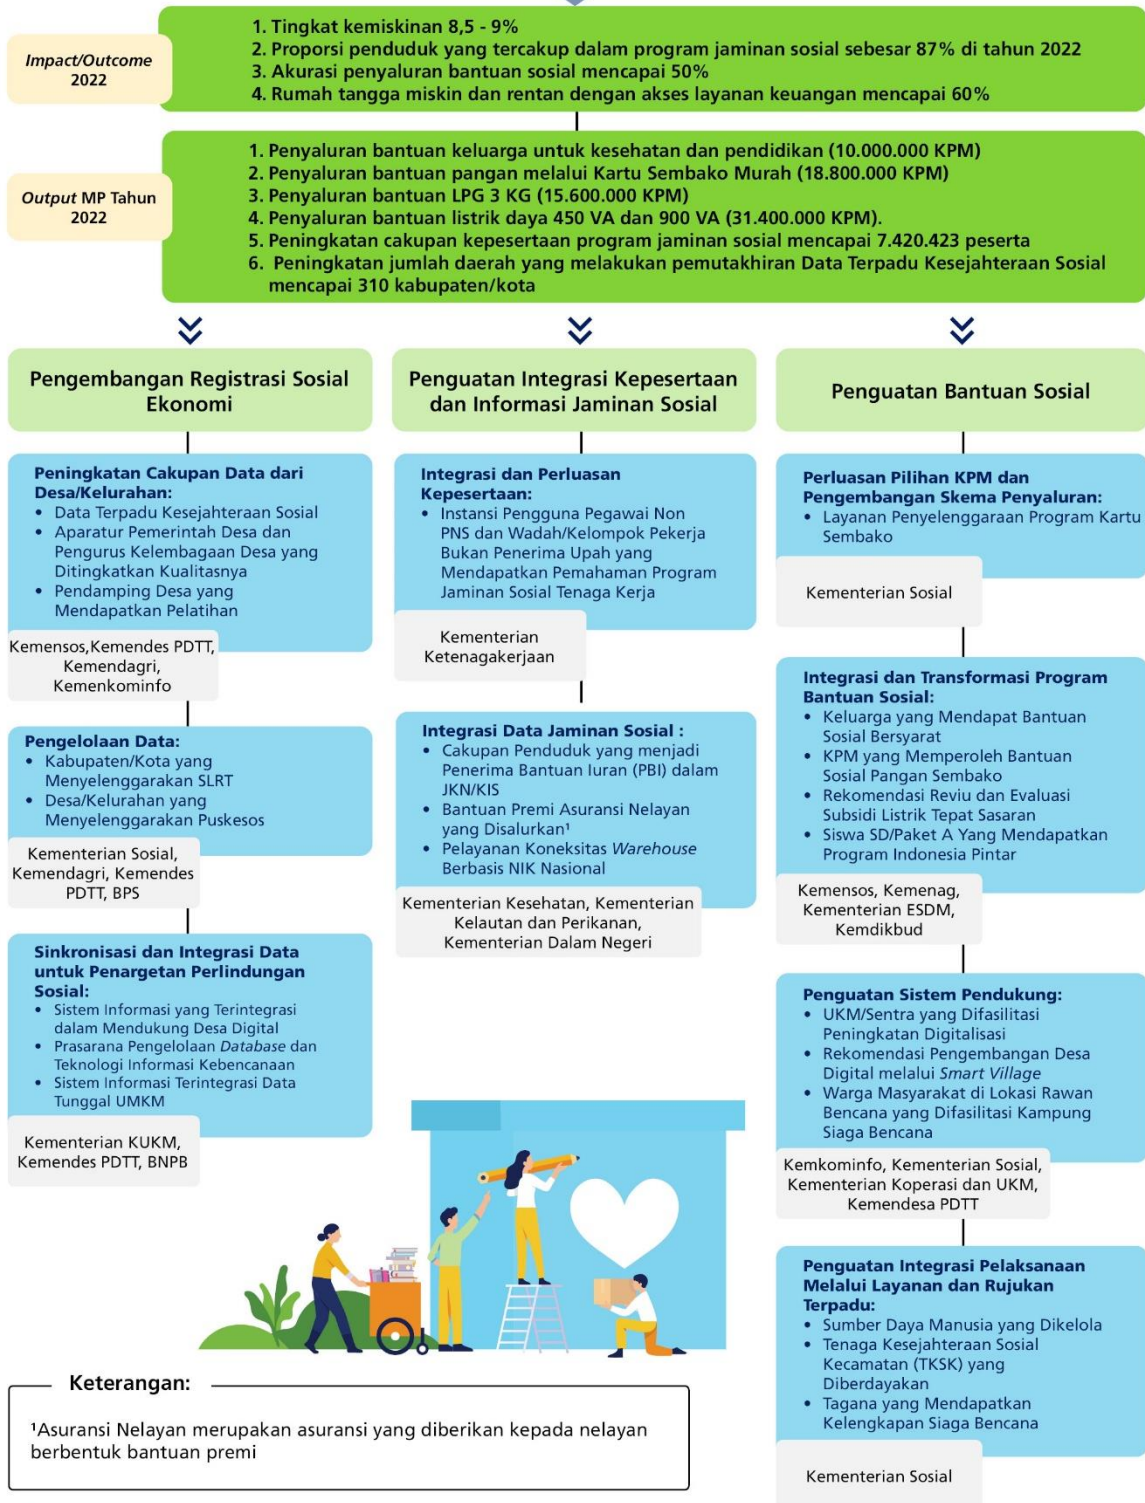 Impact/Outcome
2022
1. Tingkat kemiskinan 8,5 - 9%
2. Proporsi penduduk yang tercakup dalam program jaminan sosial sebesar 87% di tahun 2022
3. Akurasi penyaluran bantuan sosial mencapai 50%
4. Rumah tangga miskin dan rentan dengan akses layanan keuangan mencapai 60%
Output MP Tahun
2022
1. Penyaluran bantuan keluarga untuk kesehatan dan pendidikan (10.000.000 KPM)
2. Penyaluran bantuan pangan melalui Kartu Sembako Murah (18.800.000 KPM)
3. Penyaluran bantuan LPG 3 KG (15.600.000 KPM)
4. Penyaluran bantuan listrik daya 450 VA dan 900 VA (31.400.000 KPM).
5. Peningkatan cakupan kepesertaan program jaminan sosial mencapai 7.420.423 peserta
6. Peningkatan jumlah daerah yang melakukan pemutakhiran Data Terpadu Kesejahteraan Sosial
mencapai 310 kabupaten/kota
Pengembangan Registrasi Sosial
Ekonomi
Peningkatan Cakupan Data dari
Desa/Kelurahan:
• Data Terpadu Kesejahteraan Sosial
• Aparatur Pemerintah Desa dan
Pengurus Kelembagaan Desa yang
Ditingkatkan Kualitasnya
• Pendamping Desa yang
Mendapatkan Pelatihan
Kemensos,Kemendes PDTT,
Kemendagri,
Kemenkominfo
Pengelolaan Data:
• Kabupaten/Kota yang
Menyelenggarakan SLRT
• Desa/Kelurahan yang
Menyelenggarakan Puskesos
Kementerian Sosial,
Kemendagri, Kemendes
PDTT, BPS
Sinkronisasi dan Integrasi Data
untuk Penargetan Perlindungan
Sosial:
• Sistem Informasi yang Terintegrasi
dalam Mendukung Desa Digital
• Prasarana Pengelolaan Database dan
Teknologi Informasi Kebencanaan
• Sistem Informasi Terintegrasi Data
Tunggal UMKM
Kementerian KUKM,
Kemendes PDTT, BNPB
Penguatan Integrasi Kepesertaan
dan Informasi Jaminan Sosial
Integrasi dan Perluasan
Kepesertaan:
• Instansi Pengguna Pegawai Non
PNS dan Wadah/Kelompok Pekerja
Bukan Penerima Upah yang
Mendapatkan Pemahaman Program
Jaminan Sosial Tenaga Kerja
Kementerian
Ketenagakerjaan
Integrasi Data Jaminan Sosial :
• Cakupan Penduduk yang menjadi
Penerima Bantuan Iuran (PBI) dalam
JKN/KIS
• Bantuan Premi Asuransi Nelayan
yang Disalurkan¹
• Pelayanan Koneksitas Warehouse
Berbasis NIK Nasional
Kementerian Kesehatan, Kementerian
Kelautan dan Perikanan,
Kementerian Dalam Negeri
Penguatan Bantuan Sosial
Perluasan Pilihan KPM dan
Pengembangan Skema Penyaluran:
• Layanan Penyelenggaraan Program Kartu
Sembako
Kementerian Sosial
Integrasi dan Transformasi Program
Bantuan Sosial:
• Keluarga yang Mendapat Bantuan
Sosial Bersyarat
• KPM yang Memperoleh Bantuan
Sosial Pangan Sembako
• Rekomendasi Reviu dan Evaluasi
Subsidi Listrik Tepat Sasaran
• Siswa SD/Paket A Yang Mendapatkan
Program Indonesia Pintar
Kemensos, Kemenag,
Kementerian ESDM,
Kemdikbud
Penguatan Sistem Pendukung:
• UKM/Sentra yang Difasilitasi
Peningkatan Digitalisasi
• Rekomendasi Pengembangan Desa
Digital melalui Smart Village
• Warga Masyarakat di Lokasi Rawan
Bencana yang Difasilitasi Kampung
Siaga Bencana
Kemkominfo, Kementerian Sosial,
Kementerian Koperasi dan UKM,
Kemendesa PDTT
Penguatan Integrasi Pelaksanaan
Melalui Layanan dan Rujukan
Terpadu:
• Sumber Daya Manusia yang Dikelola
• Tenaga Kesejahteraan Sosial
Kecamatan (TKSK) yang
Diberdayakan
• Tagana yang Mendapatkan
Kelengkapan Siaga Bencana
Kementerian Sosial
Keterangan:
¹Asuransi Nelayan merupakan asuransi yang diberikan kepada nelayan
berbentuk bantuan premi